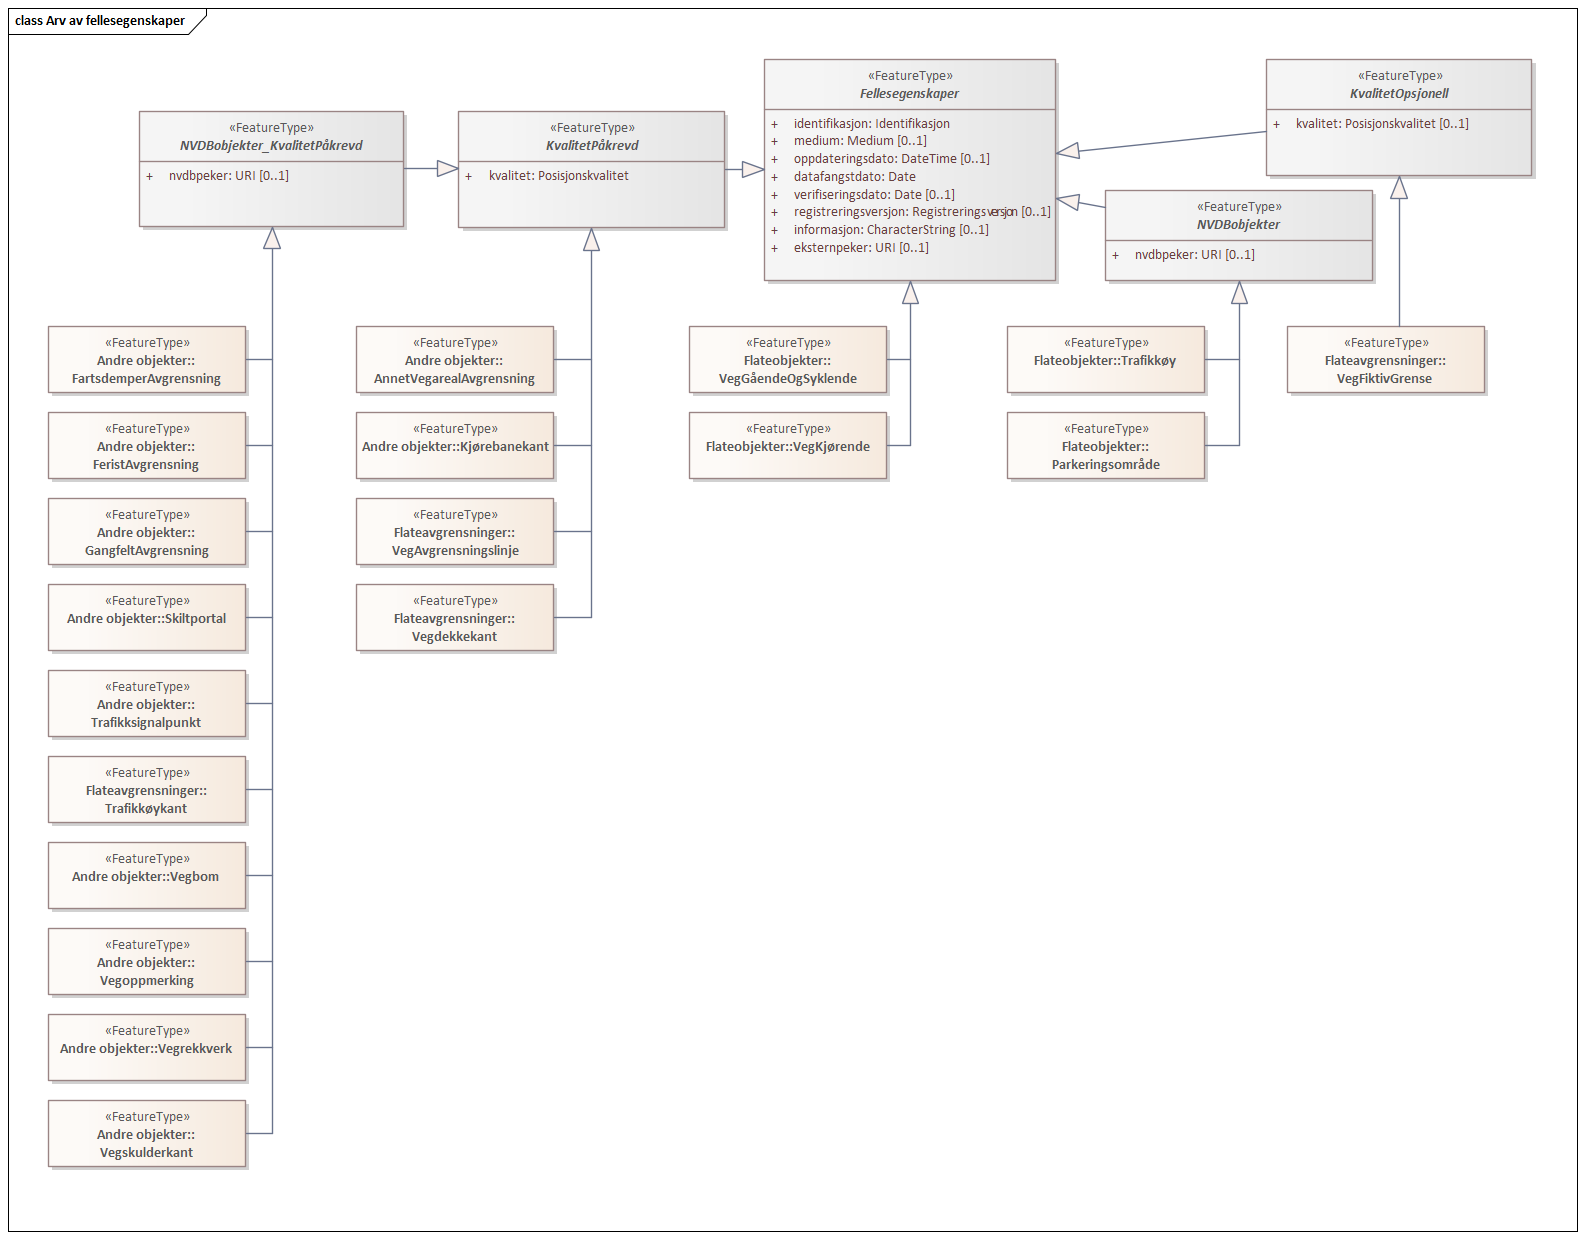 class Arv av fellesegenskaper
«FeatureType»
NVDBobjekter_KvalitetPåkrevd
+ nvdbpeker: URI [0..1]
«FeatureType»
KvalitetPåkrevd
+ kvalitet: Posisjonskvalitet
«FeatureType»
Fellesegenskaper
+ identifikasjon: Identifikasjon
+ medium: Medium [0..1]
+ oppdateringsdato: DateTime [0..1]
+ datafangstdato: Date
+ verifiseringsdato: Date [0..1]
+ registreringsversjon: Registreringsversjon [0..1]
+ informasjon: CharacterString [0..1]
+ eksternpeker: URI [0..1]
«FeatureType»
KvalitetOpsjonell
+ kvalitet: Posisjonskvalitet [0..1]
«FeatureType»
NVDBobjekter
+ nvdbpeker: URI [0..1]
«FeatureType»
Andre objekter::
FartsdemperAvgrensning
«FeatureType»
Andre objekter::
FeristAvgrensning
«FeatureType»
Andre objekter::
GangfeltAvgrensning
«FeatureType»
Andre objekter::Skiltportal
«FeatureType»
Andre objekter::
Trafikksignalpunkt
«FeatureType»
Flateavgrensninger::
Trafikkøykant
«FeatureType»
Andre objekter::Vegbom
«FeatureType»
Andre objekter::
Vegoppmerking
«FeatureType»
Andre objekter::Vegrekkverk
«FeatureType»
Andre objekter::
Vegskulderkant
«FeatureType»
Andre objekter::
AnnetVegarealAvgrensning
«FeatureType»
Andre objekter::Kjørebanekant
«FeatureType»
Flateavgrensninger::
VegAvgrensningslinje
«FeatureType»
Flateavgrensninger::
Vegdekkekant
«FeatureType»
Flateobjekter::
VegGåendeOgSyklende
«FeatureType»
Flateobjekter::VegKjørende
«FeatureType»
Flateobjekter::Trafikkøy
«FeatureType»
Flateobjekter::
Parkeringsområde
«FeatureType»
Flateavgrensninger::
VegFiktivGrense